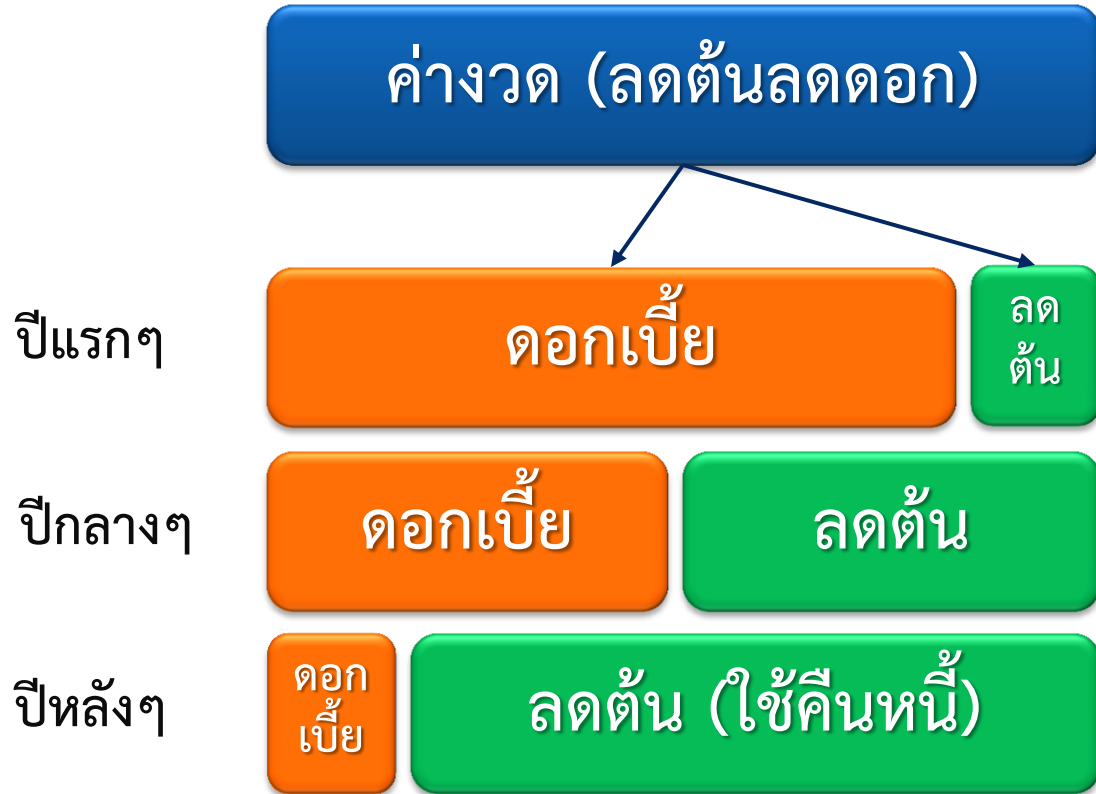 ค่างวด (ลดต้นลดดอก)
ปีแรกๆ
ดอกเบี้ย
ลด
ต้น
ปีกลางๆ
ดอกเบี้ย
ลดต้น
ปีหลังๆ
ดอก
เบี้ย
ลดต้น (ใช้คืนหนี้)